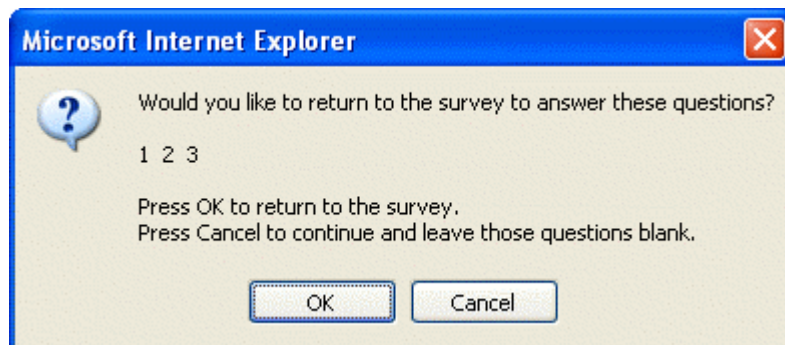 Microsoft Internet Explorer
Would you like to return to the survey to answer these questions?
1 2 3
Press OK to return to the survey.
Press Cancel to continue and leave those questions blank.
OK Cancel